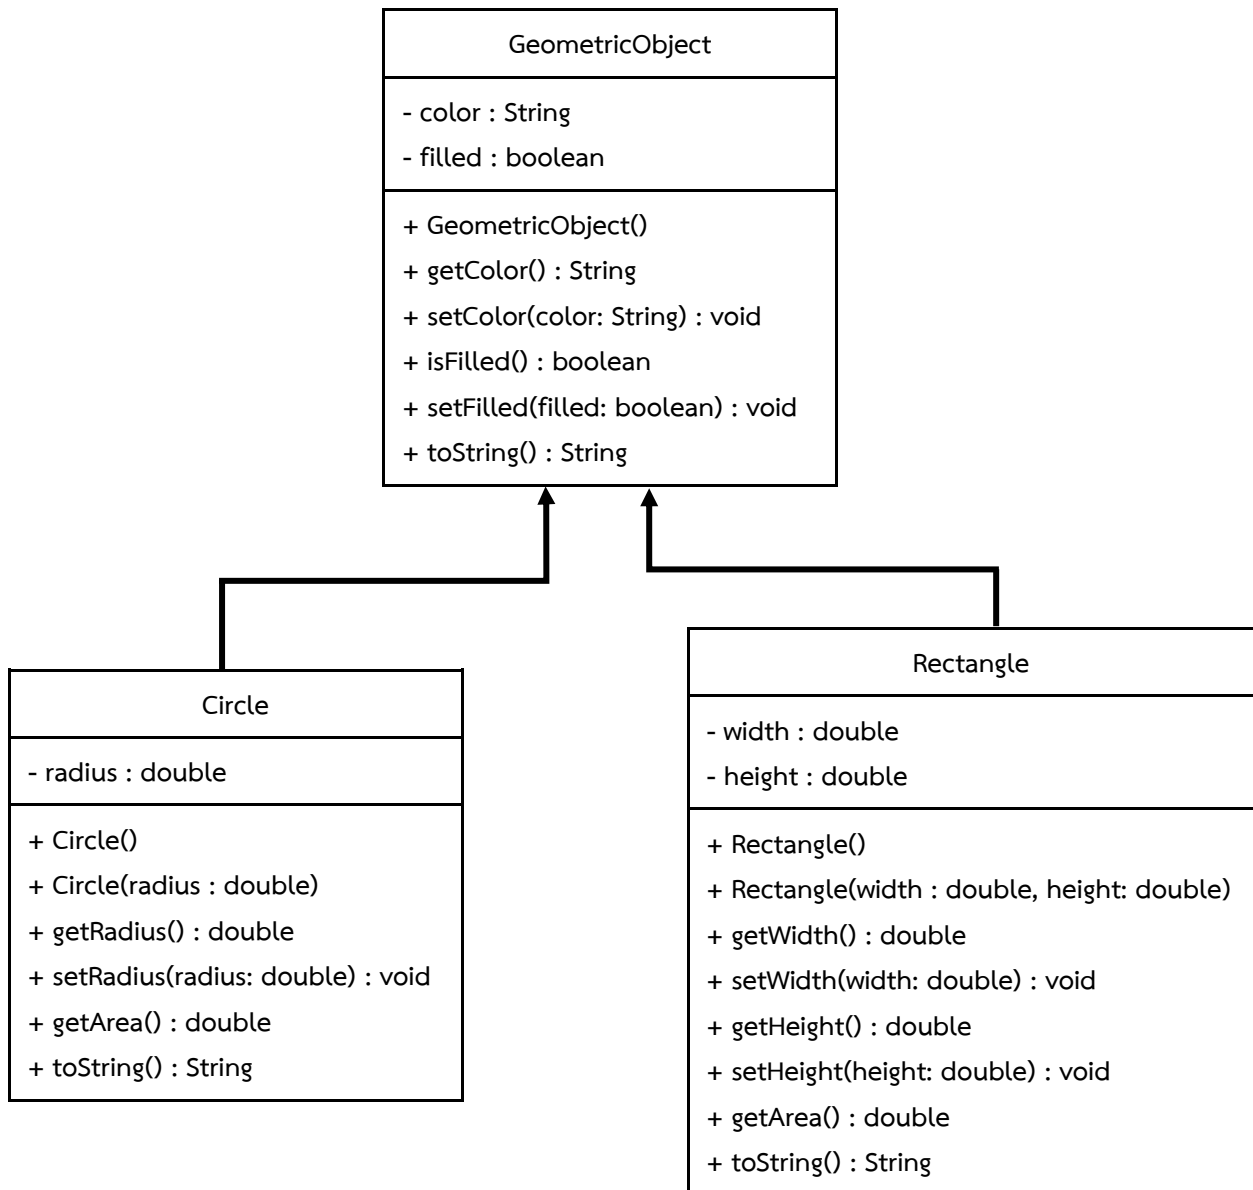 GeometricObject
- color : String
- filled : boolean
+ GeometricObject()
+ getColor() : String
+ setColor(color: String) : void
+ isFilled() : boolean
+ setFilled(filled: boolean) : void
+ toString() : String
Circle
- radius : double
+ Circle()
+ Circle(radius : double)
+ getRadius() : double
+ setRadius(radius: double) : void
+ getArea() : double
+ toString() : String
Rectangle
- width : double
- height : double
+ Rectangle()
+ Rectangle(width : double, height: double)
+ getWidth() : double
+ setWidth(width: double) : void
+ getHeight() : double
+ setHeight(height: double) : void
+ getArea() : double
+ toString() : String